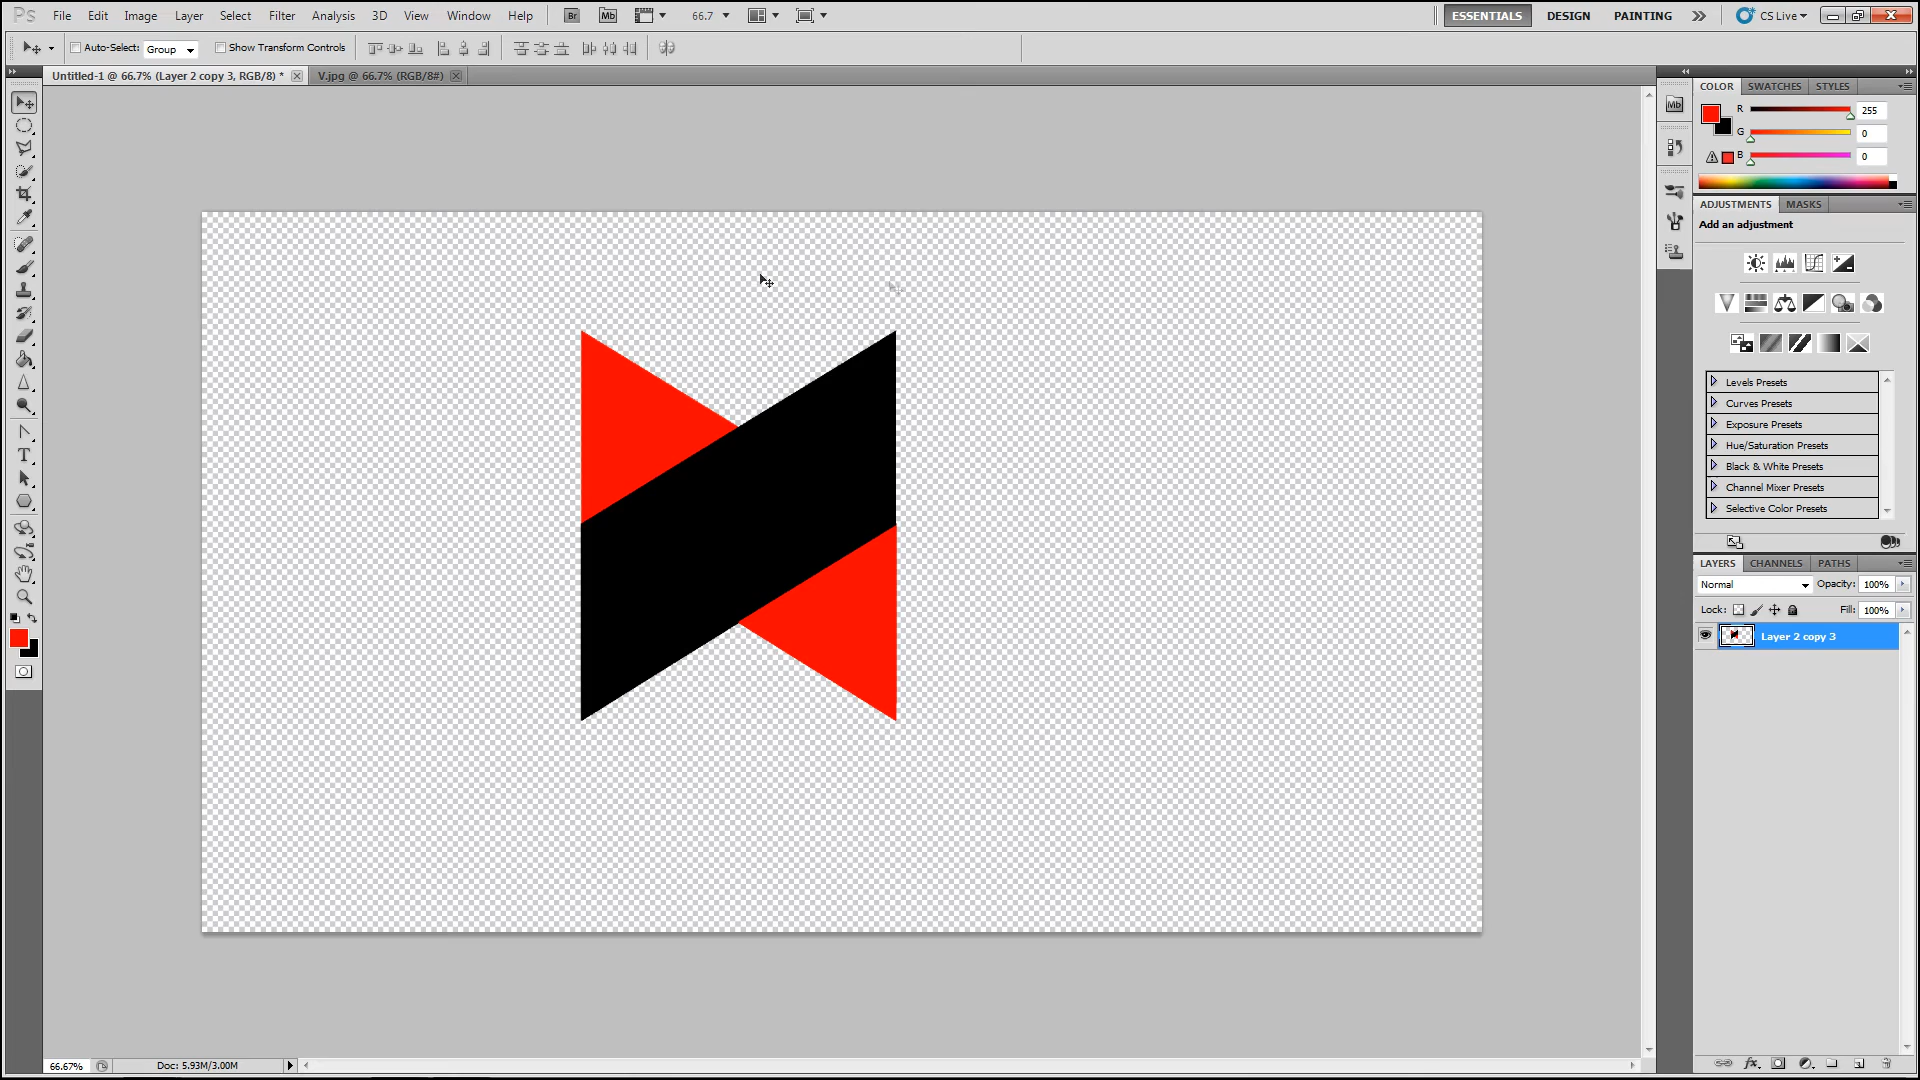 Ps File Edit Image Layer Select Filter Analysis 3D View Window Help Br Mb 66.7 ESSENTIALS DESIGN PAINTING CS Live
Auto-Select: Group Show Transform Controls
Untitled-1 @ 66.7% (Layer 2 copy 3, RGB/8) * V.jpg @ 66.7% (RGB/8#)
COLOR SWATCHES STYLES
Mb
R 255
G 0
B 0
ADJUSTMENTS MASKS
Add an adjustment
Levels Presets
Curves Presets
Exposure Presets
Hue/Saturation Presets
Black & White Presets
Channel Mixer Presets
Selective Color Presets
LAYERS CHANNELS PATHS
Normal Opacity: 100%
Lock: Fill: 100%
Layer 2 copy 3
66.67% Doc: 5.93M/3.00M